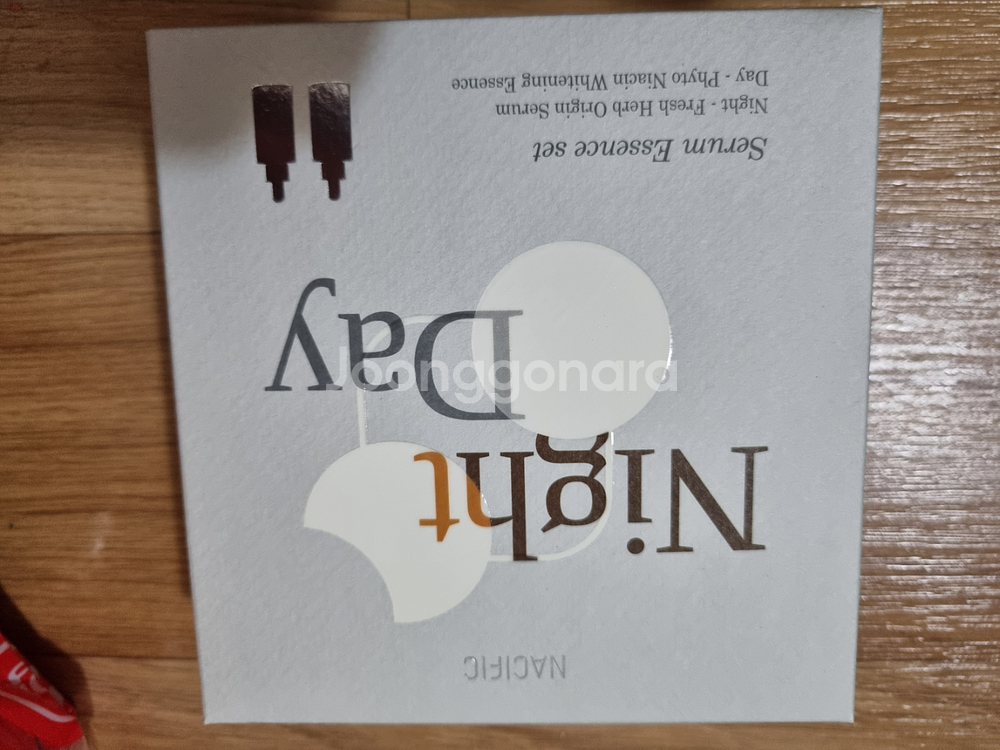 NACIFIC
Night
Day
Serum Essence set
Night - Fresh Herb Origin Serum
Day - Phyto Niacin Whitening Essence
Joonggonara